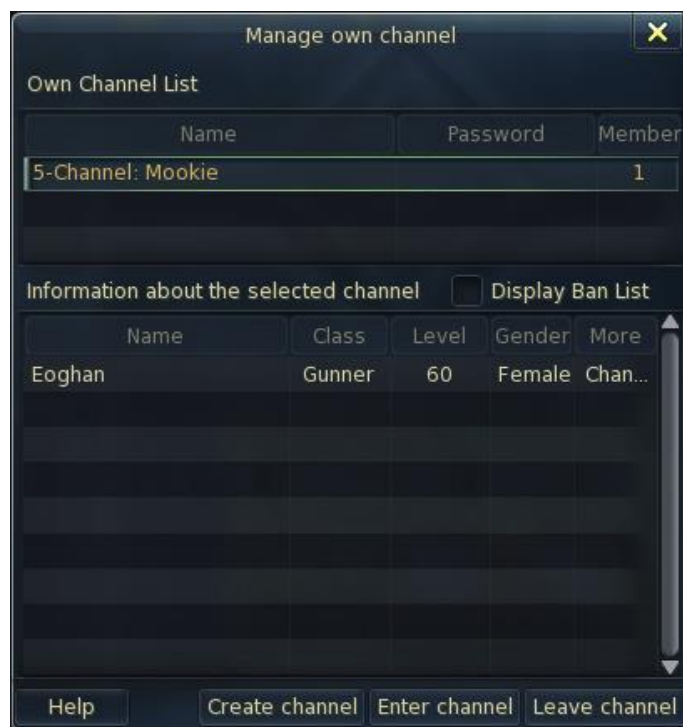 Manage own channel
Own Channel List
Name Password Member
5-Channel: Mookie 1
Information about the selected channel Display Ban List
Name Class Level Gender More
Eoghan Gunner 60 Female Chan...
Help Create channel Enter channel Leave channel